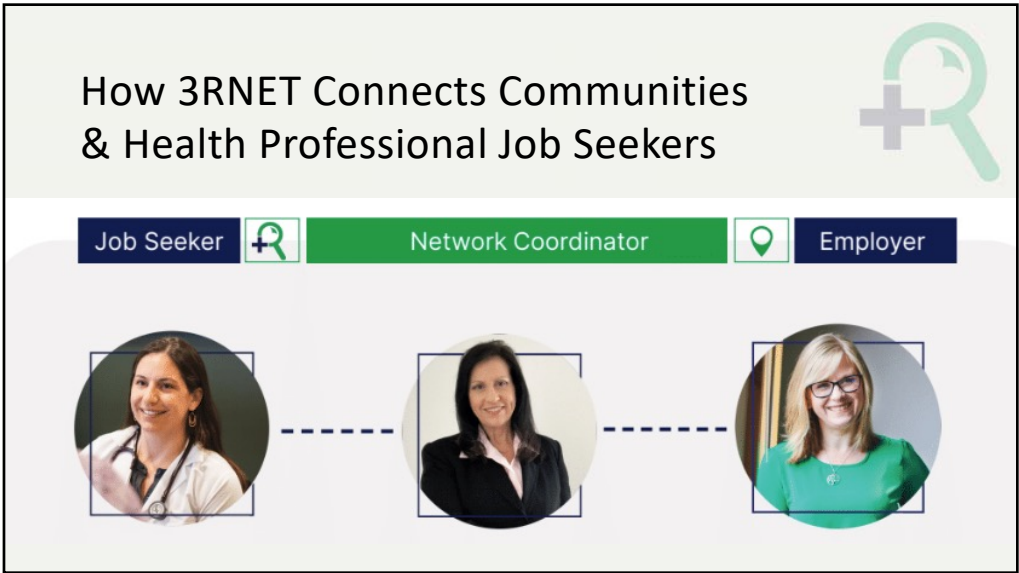 How 3RNET Connects Communities
& Health Professional Job Seekers
Job Seeker
Network Coordinator
Employer